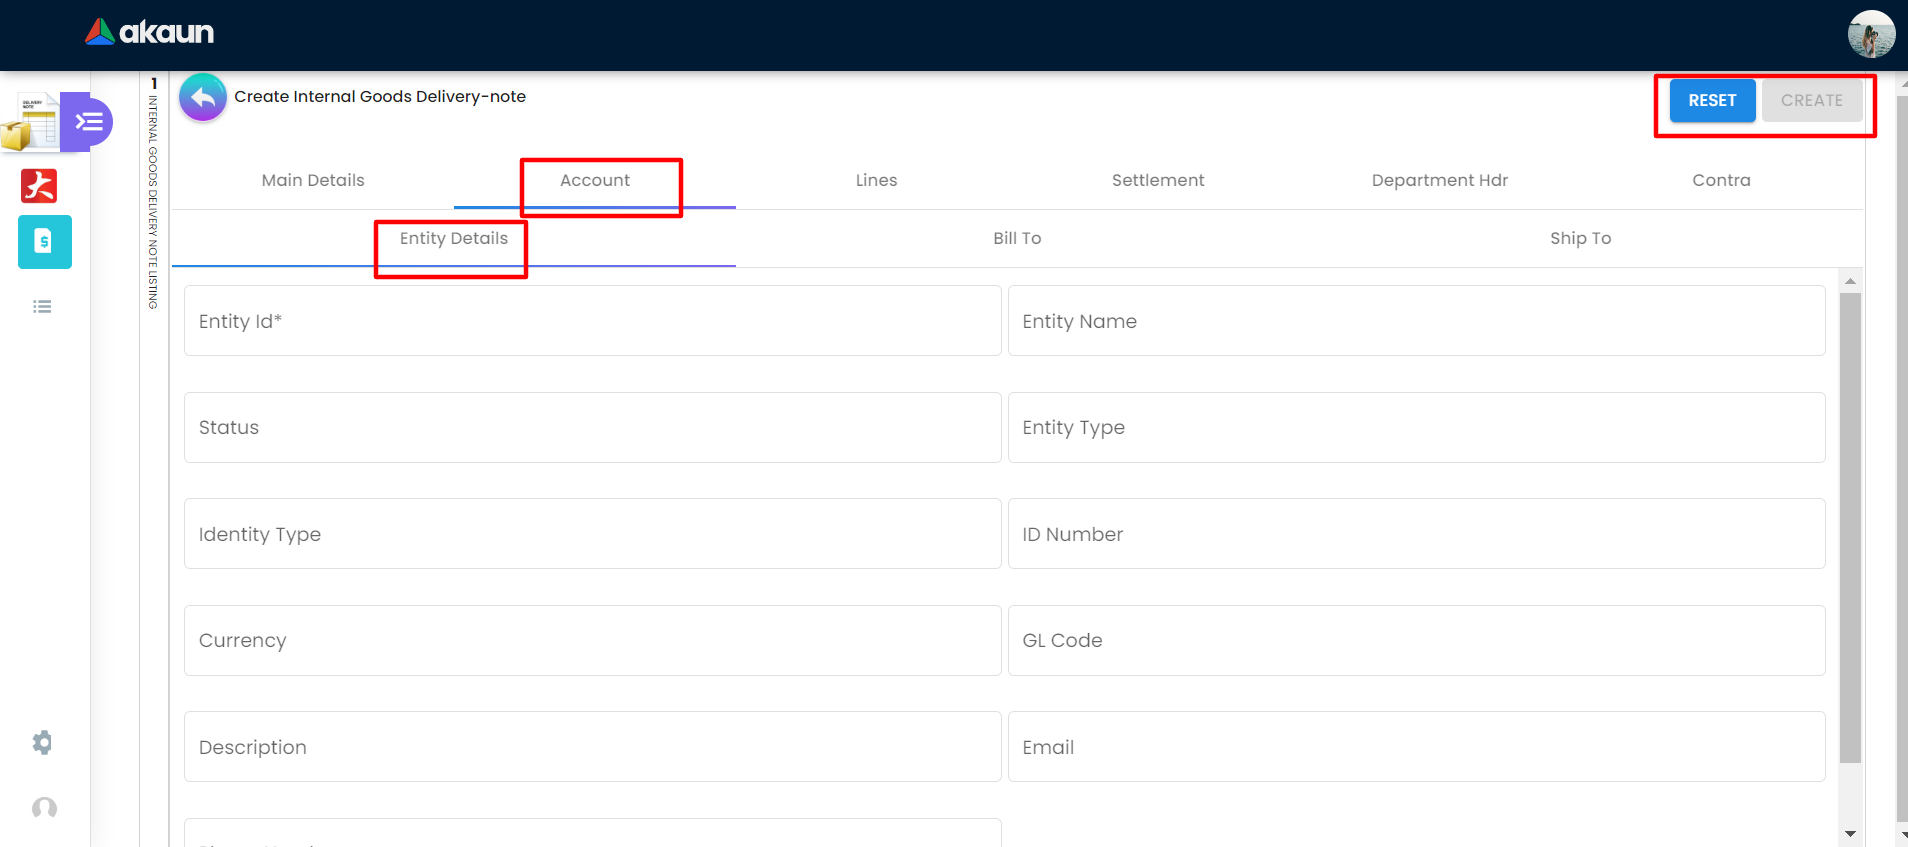 akaun
1 INTERNAL GOODS DELIVERY NOTE LISTING
DELIVERY NOTE
Create Internal Goods Delivery-note
RESET
CREATE
Main Details
Account
Lines
Settlement
Department Hdr
Contra
Entity Details
Bill To
Ship To
Entity Id*
Entity Name
Status
Entity Type
Identity Type
ID Number
Currency
GL Code
Description
Email